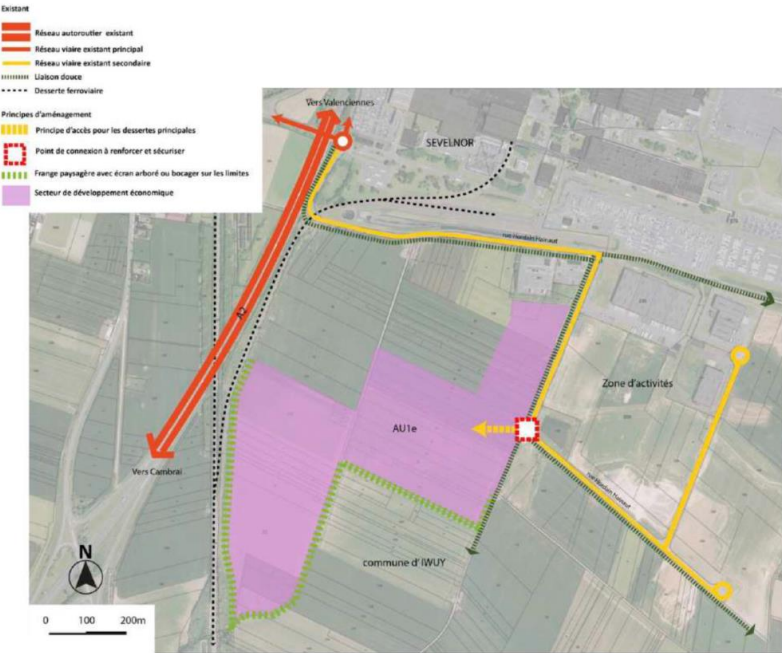 Existant
Réseau autoroutier existant
Réseau viaire existant principal
Réseau viaire existant secondaire
Liaison douce
Desserte ferroviaire
Principes d'aménagement
Principe d'accès pour les dessertes principales
Point de connexion à renforcer et sécuriser
Frange paysagère avec écran arboré ou bocager sur les limites
Secteur de développement économique
Vers Valenciennes
SEVELNOR
A2
Zone d'activités
AU1e
Vers Cambrai
commune d' IWUY
N
0 100 200m